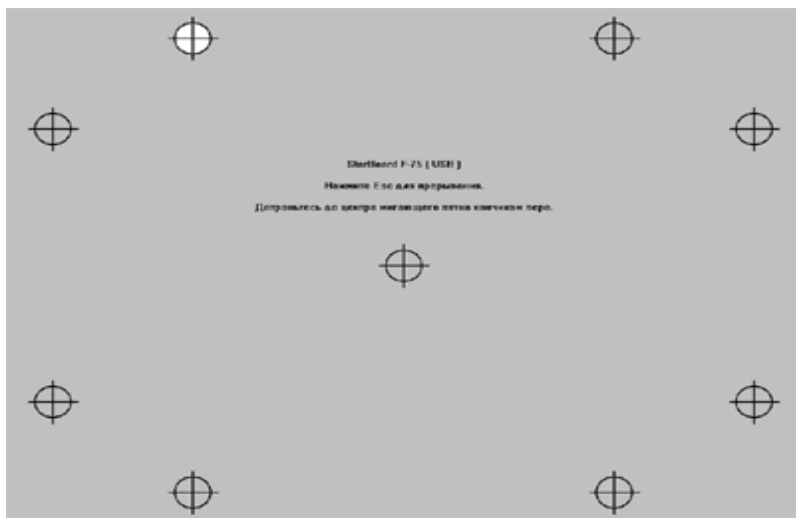 StarBoard F-75 ( USB )
Нажмите Esc для прерывания.
Дотроньтесь до центра мигающего пятна кончиком пера.